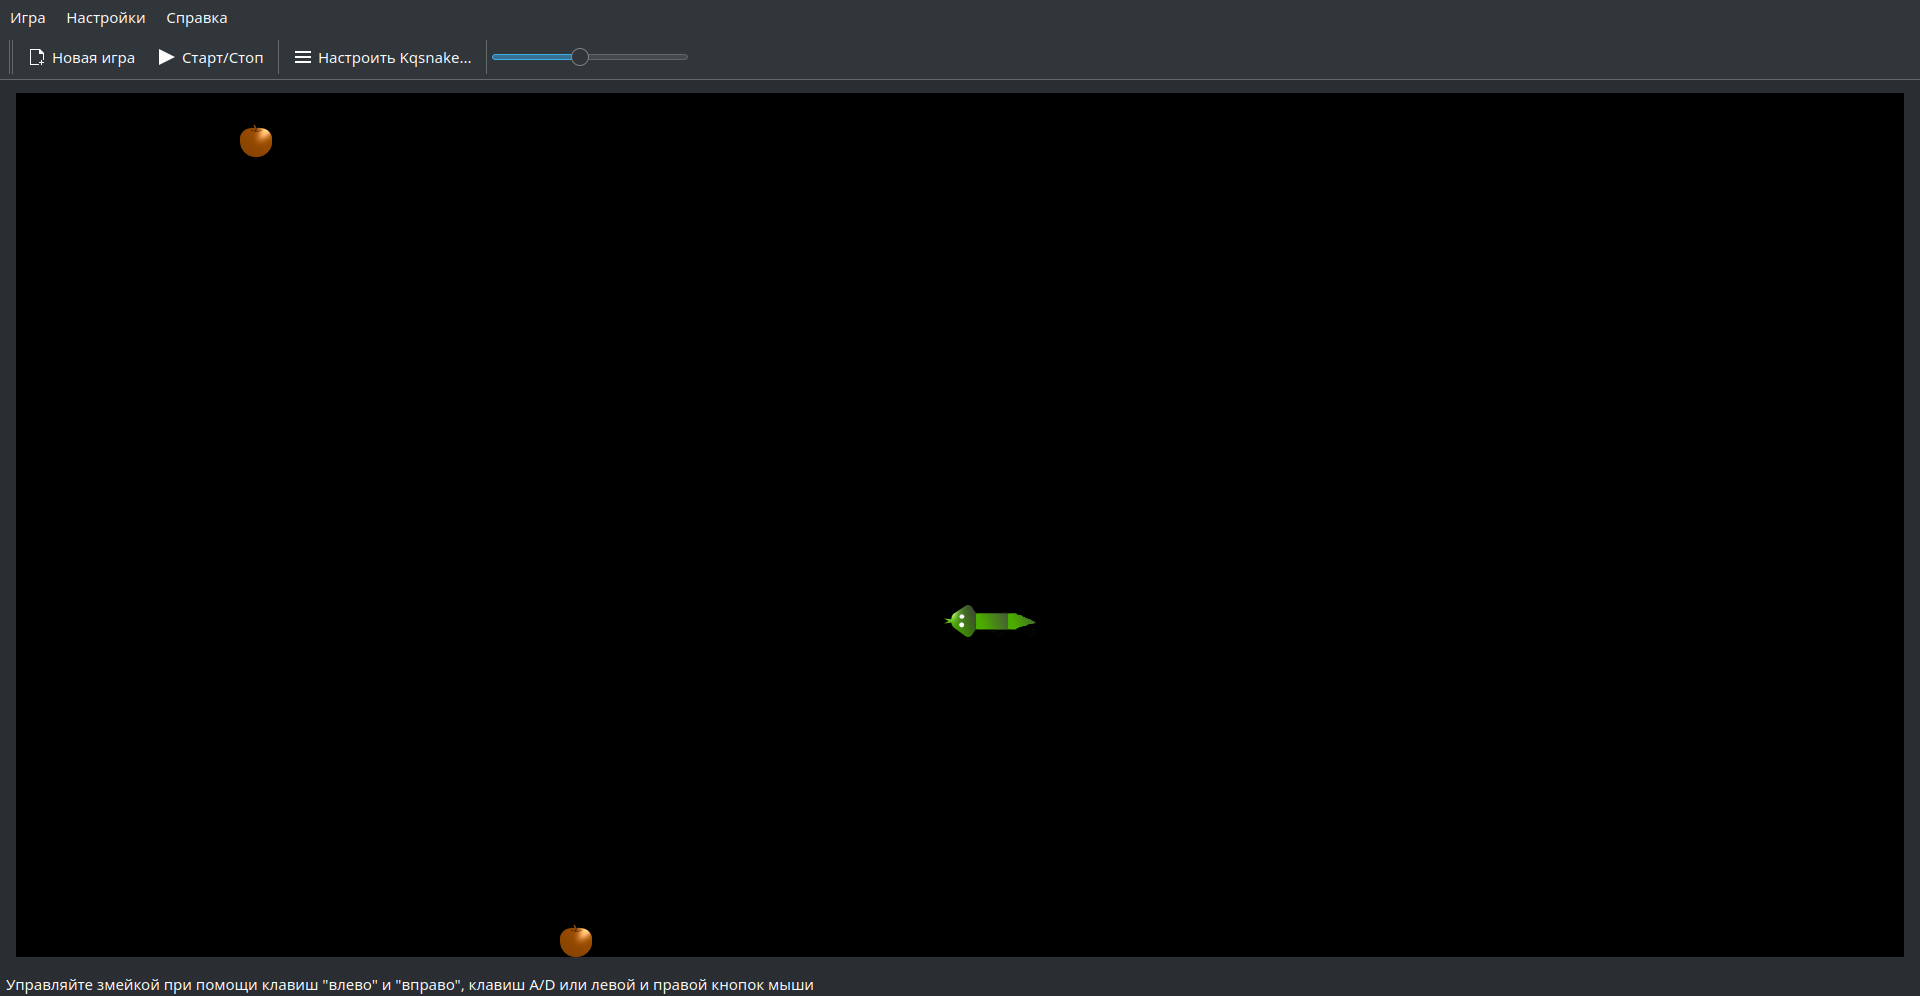 Игра Настройки Справка
Новая игра Старт/Стоп Настроить Kqsnake...
Управляйте змейкой при помощи клавиш "влево" и "вправо", клавиш A/D или левой и правой кнопок мыши